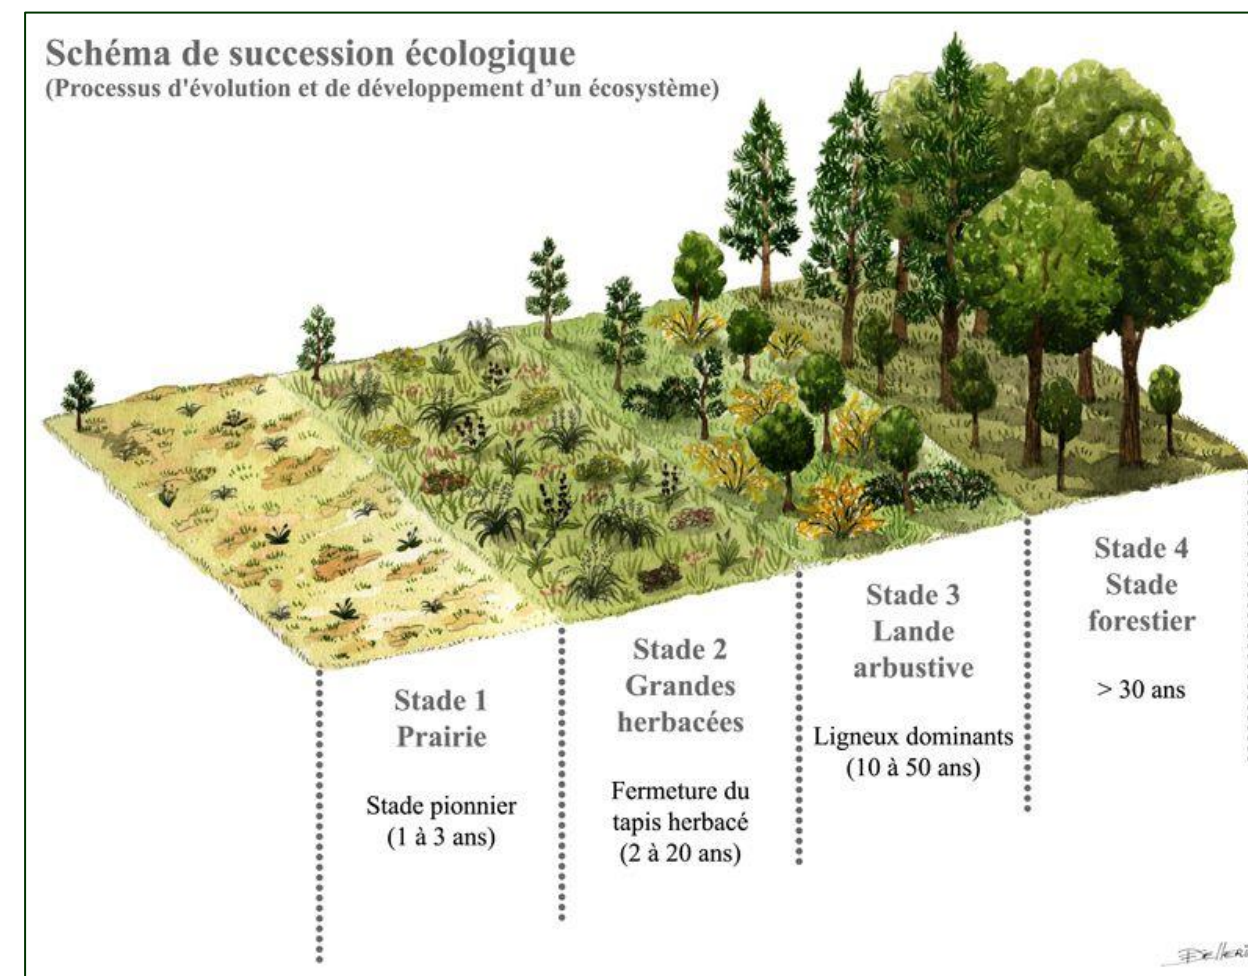 Schéma de succession écologique
(Processus d'évolution et de développement d’un écosystème)
Stade 1
Prairie
Stade pionnier
(1 à 3 ans)
Stade 2
Grandes
herbacées
Fermeture du
tapis herbacé
(2 à 20 ans)
Stade 3
Lande
arbustive
Ligneux dominants
(10 à 50 ans)
Stade 4
Stade
forestier
> 30 ans